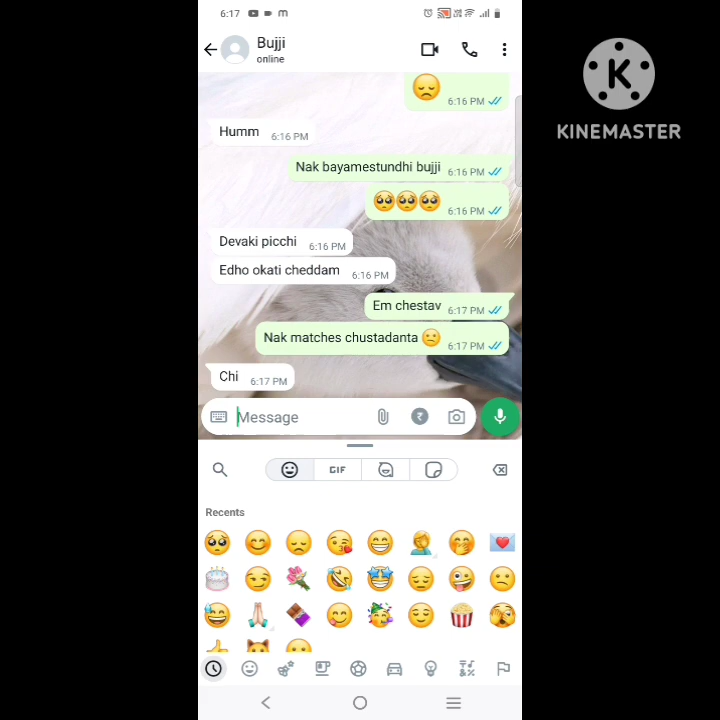 6:17
Bujji
online
6:16 PM
Humm 6:16 PM
Nak bayamestundhi bujji 6:16 PM
6:16 PM
Devaki picchi 6:16 PM
Edho okati cheddam 6:16 PM
Em chestav 6:17 PM
Nak matches chustadanta 6:17 PM
Chi 6:17 PM
Message
GIF
Recents
K
KINEMASTER